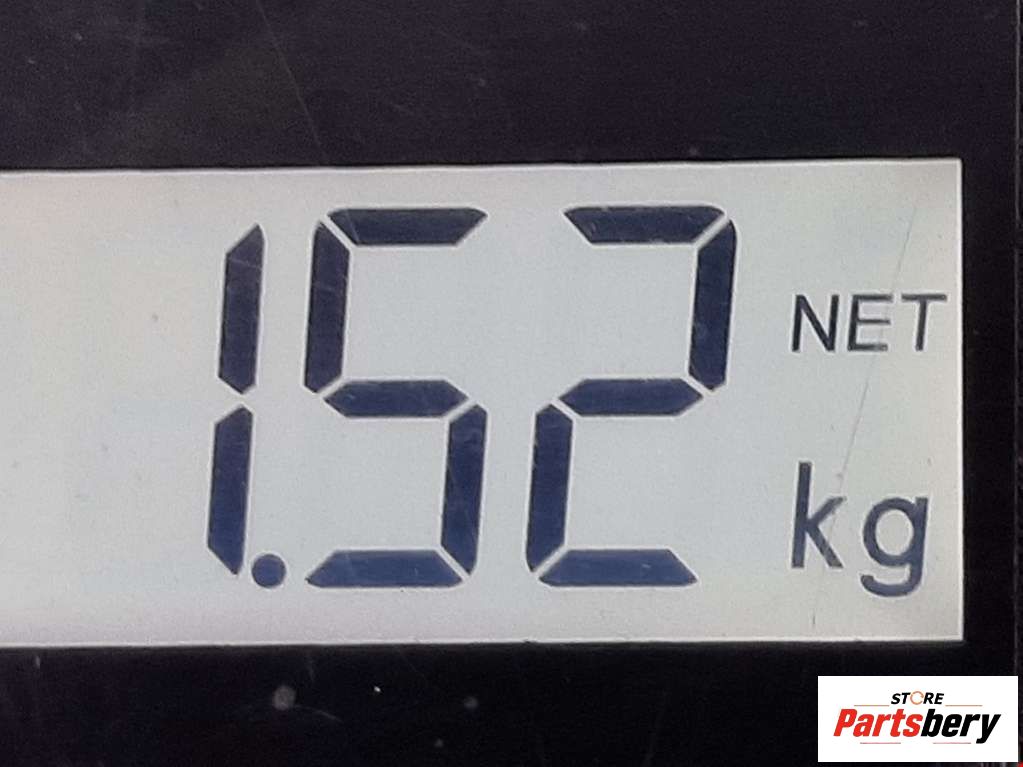 1.52 NET
kg
STORE
Partsbery